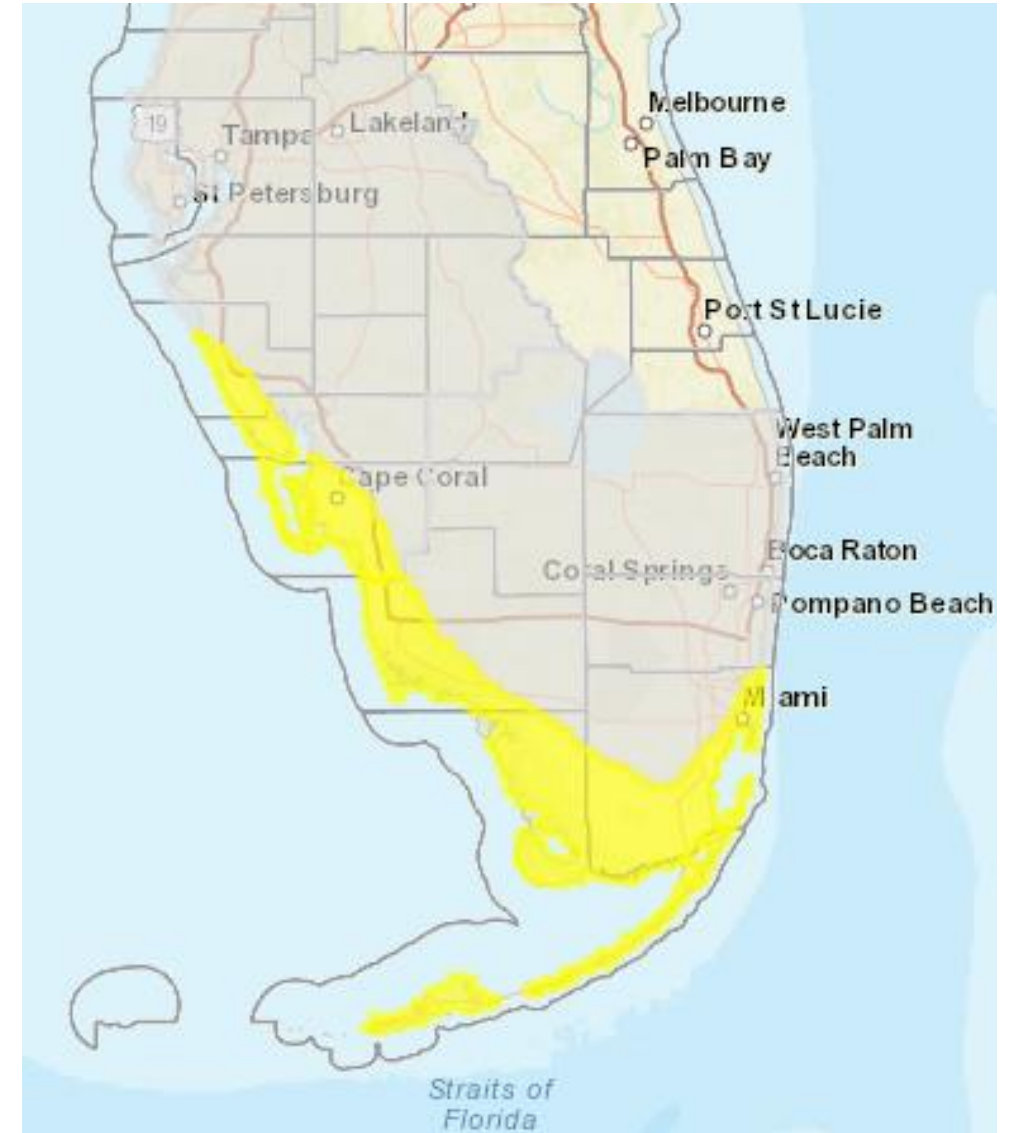 Melbourne
19
Tampa
Lakeland
Palm Bay
St Petersburg
Port St Lucie
West Palm
Beach
Cape Coral
Boca Raton
Coral Springs
Pompano Beach
Miami
Straits of
Florida